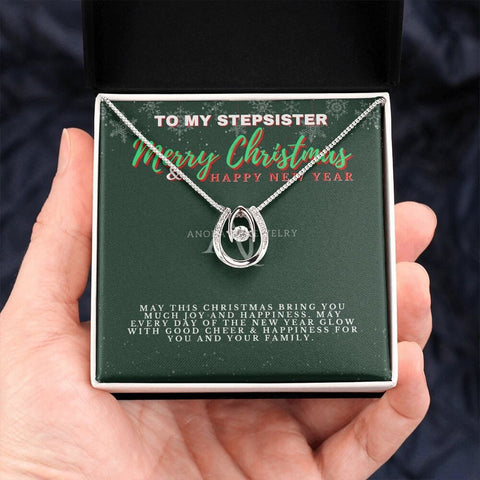 TO MY STEPSISTER
Merry Christmas
& HAPPY NEW YEAR
MAY THIS CHRISTMAS BRING YOU
MUCH JOY AND HAPPINESS. MAY
EVERY DAY OF THE NEW YEAR GLOW
WITH GOOD CHEER & HAPPINESS FOR
YOU AND YOUR FAMILY.